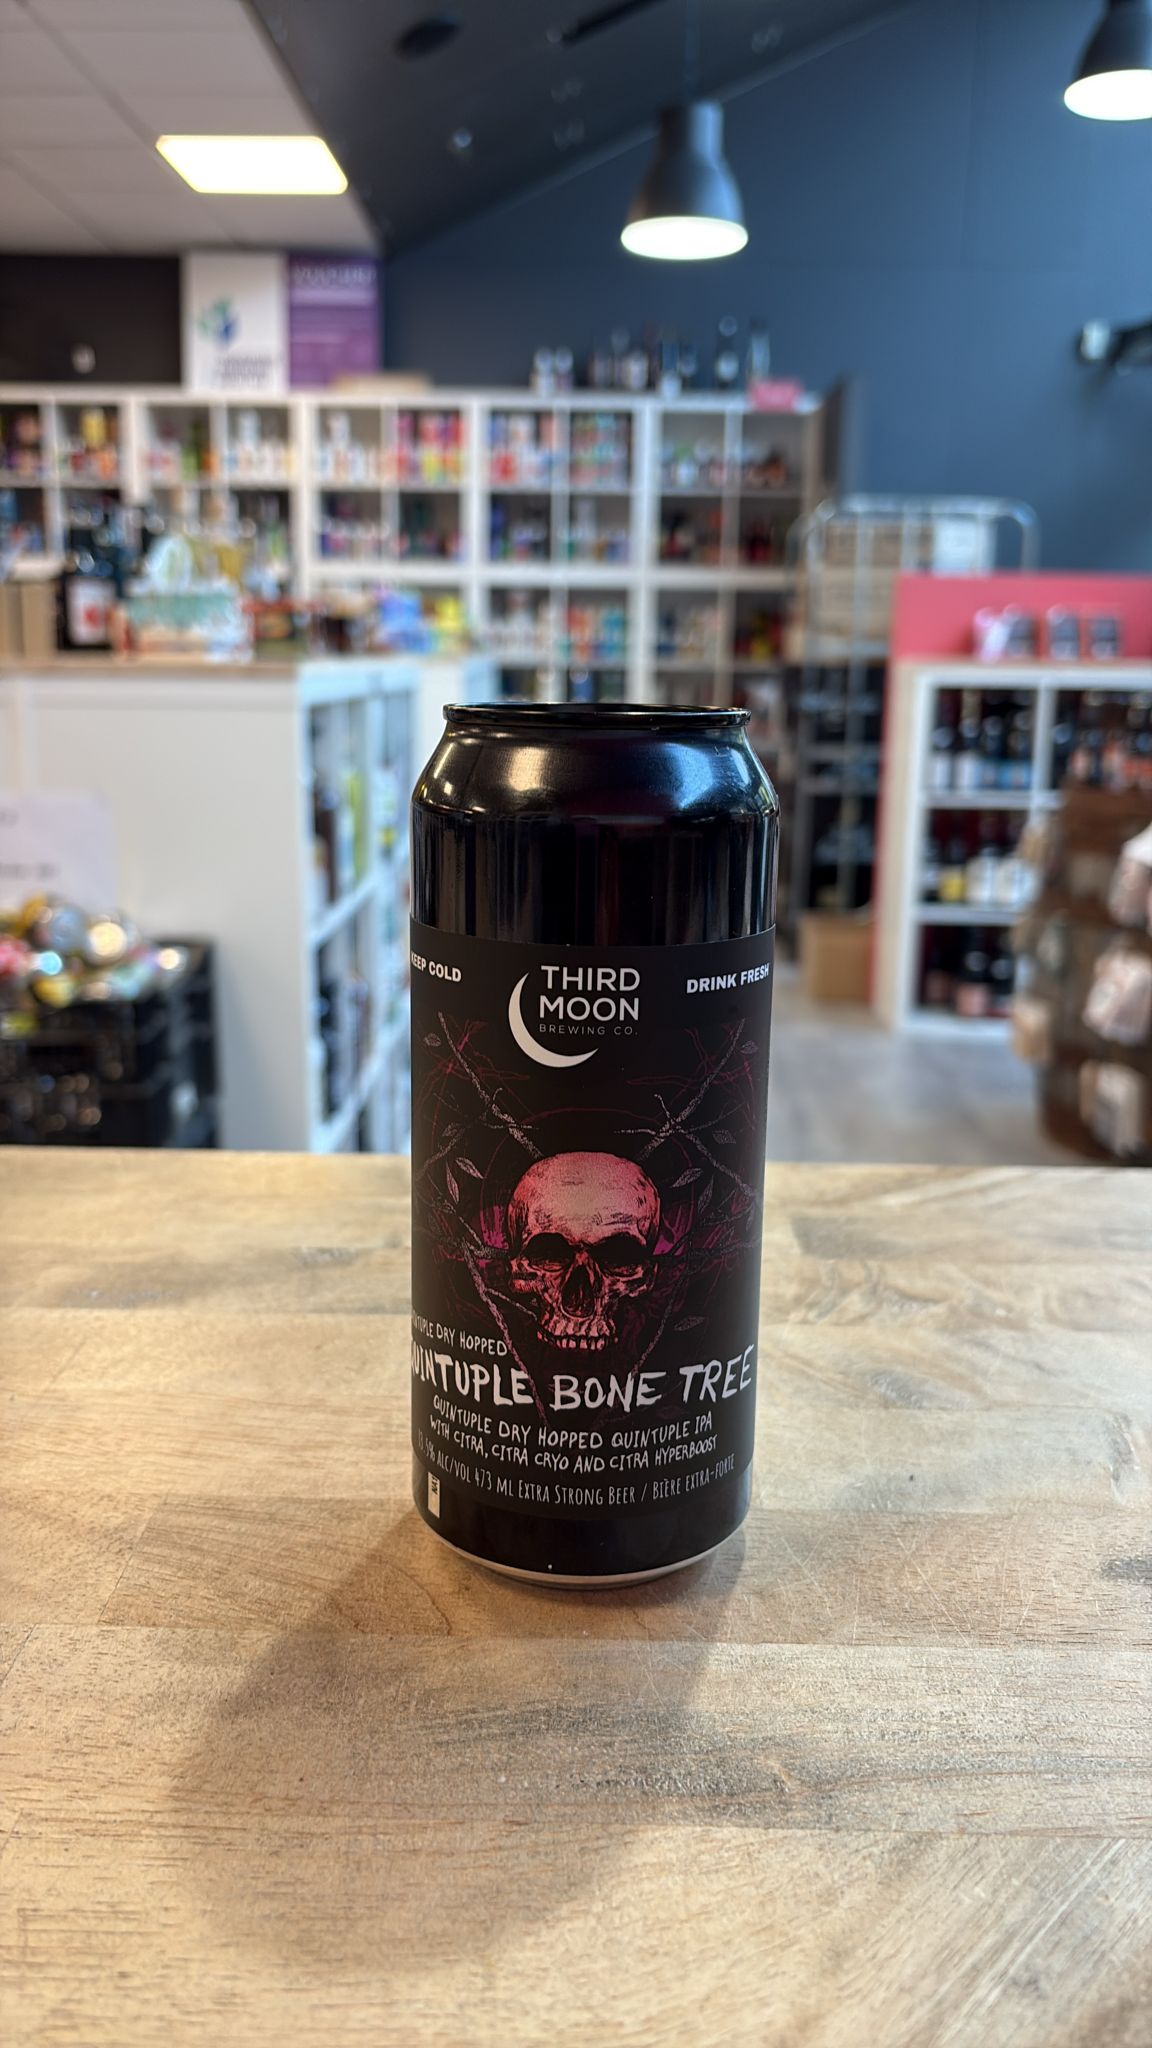 KEEP COLD
THIRD
MOON
BREWING CO.
DRINK FRESH
DRY HOPPED
QUINTUPLE BONE TREE
QUINTUPLE DRY HOPPED QUINTUPLE IPA
WITH CITRA, CITRA CRYO AND CITRA HYPERBOOST
ALC/VOL 473 ML EXTRA STRONG BEER / BIÈRE EXTRA-FORTE